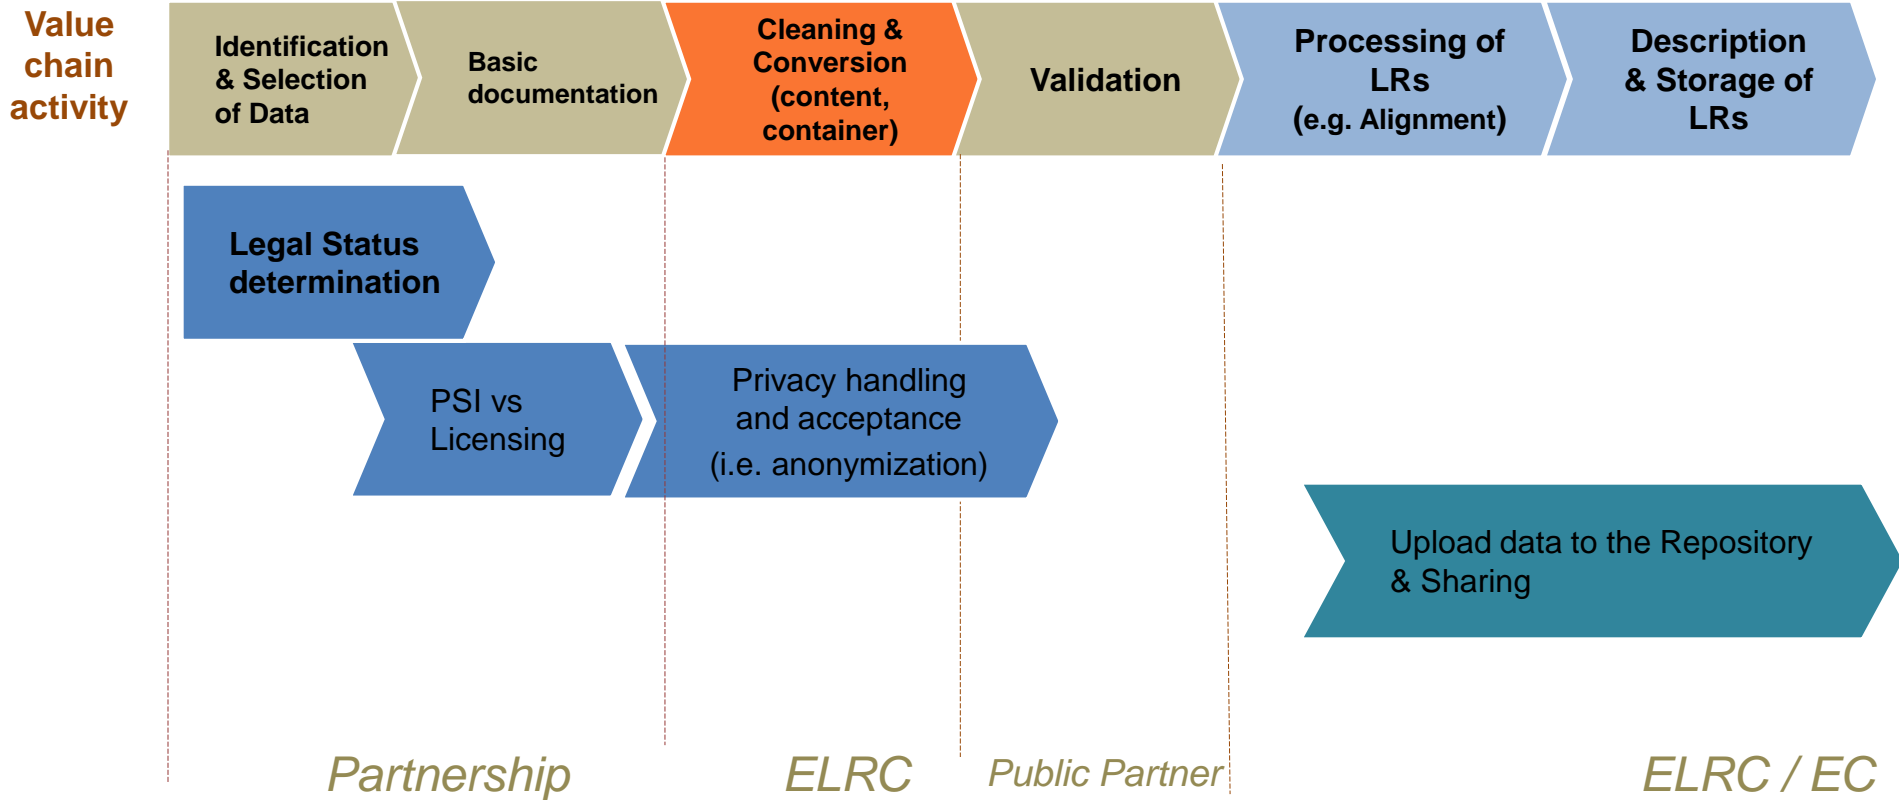 Value
chain
activity
Identification
& Selection
of Data
Basic
documentation
Cleaning &
Conversion
(content,
container)
Validation
Processing of
LRs
(e.g. Alignment)
Description
& Storage of
LRs
Legal Status
determination
PSI vs
Licensing
Privacy handling
and acceptance
(i.e. anonymization)
Upload data to the Repository
& Sharing
Partnership
ELRC
Public Partner
ELRC / EC